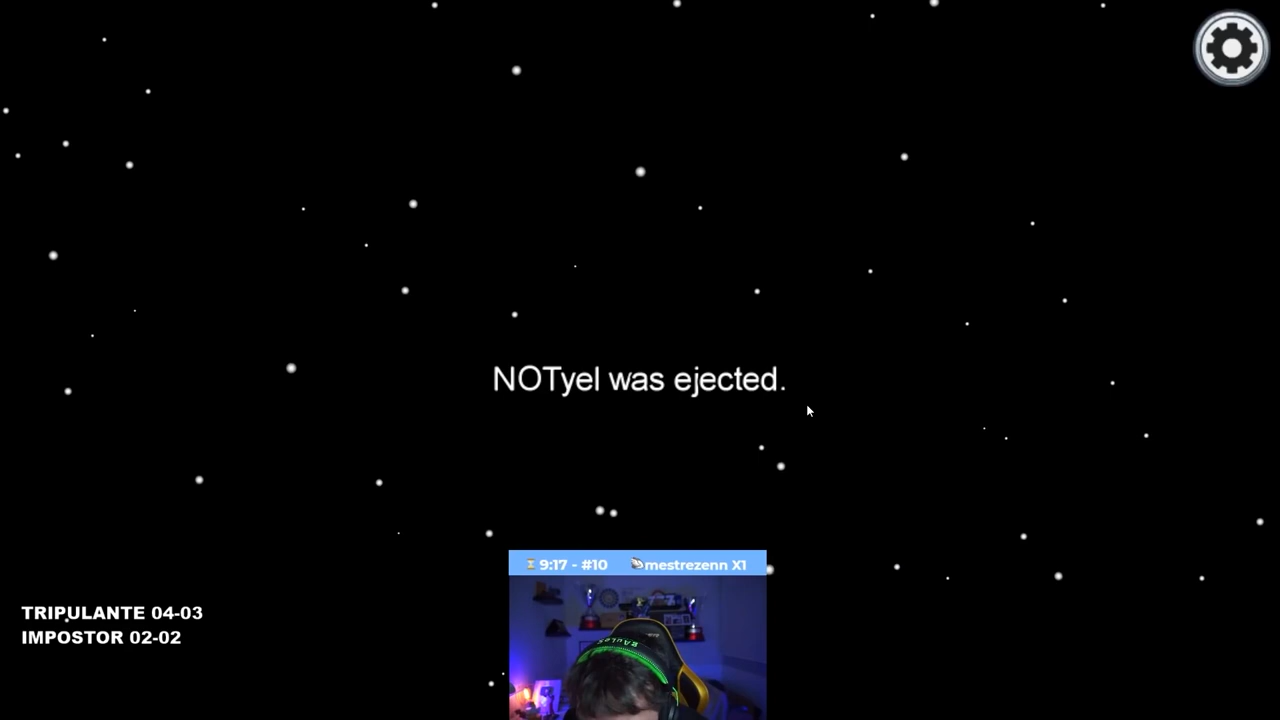 NOTyel was ejected.
9:17 - #10
mestrezenn X1
TRIPULANTE 04-03
IMPOSTOR 02-02